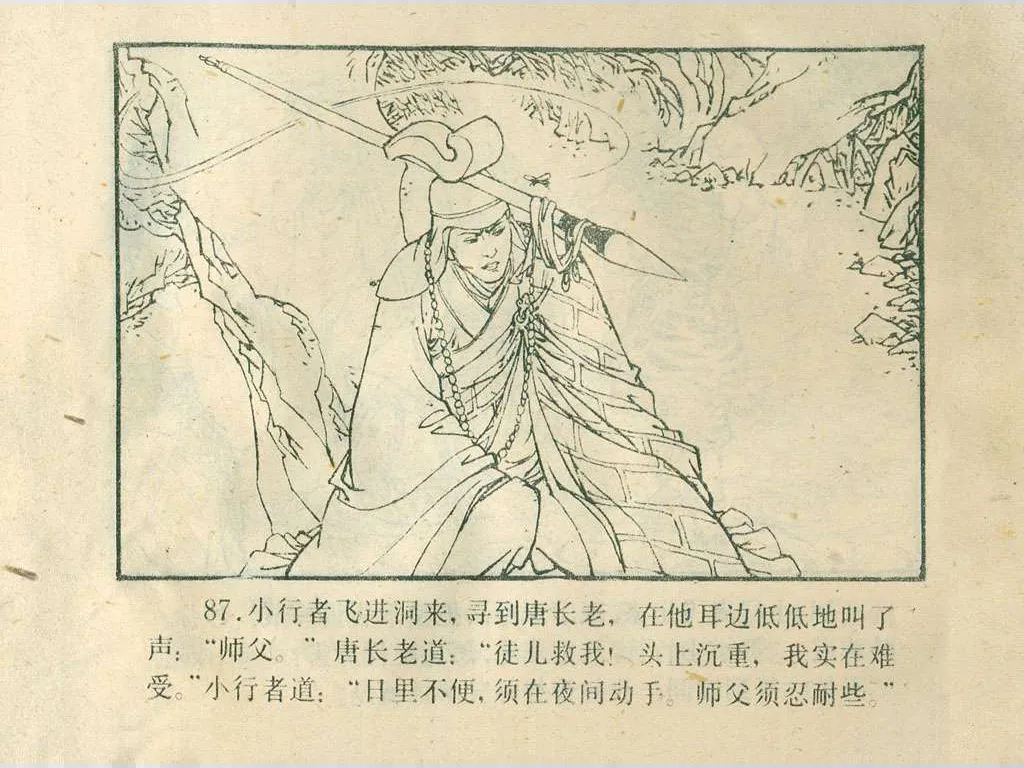 87.小行者飞进洞来,寻到唐长老,在他耳边低低地叫了
声:“师父。”唐长老道:“徒儿救我!头上沉重,我实在难
受。”小行者道:“日里不便,须在夜间动手。师父须忍耐些。”